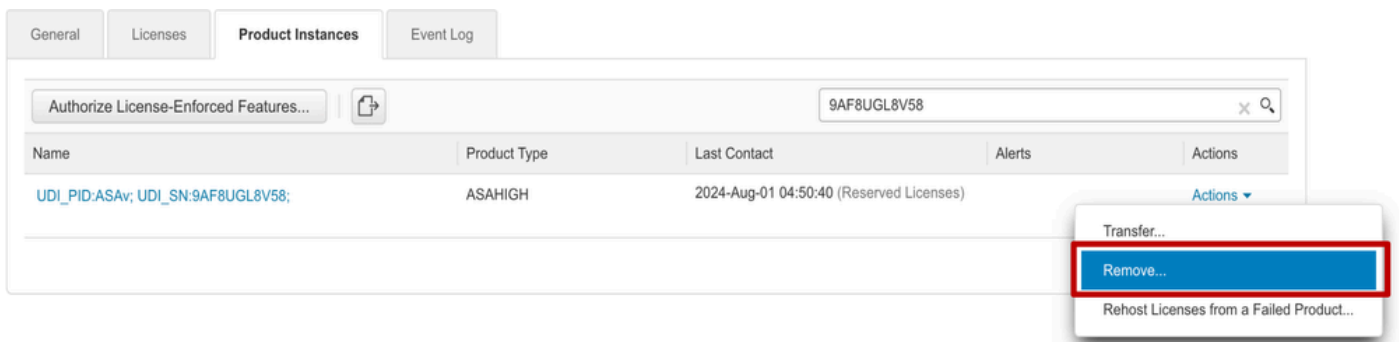 General Licenses Product Instances Event Log
Authorize License-Enforced Features... 9AF8UGL8V58
Name Product Type Last Contact Alerts Actions
UDI_PID:ASAv; UDI_SN:9AF8UGL8V58; ASAHIGH 2024-Aug-01 04:50:40 (Reserved Licenses) Actions
Transfer...
Remove...
Rehost Licenses from a Failed Product...